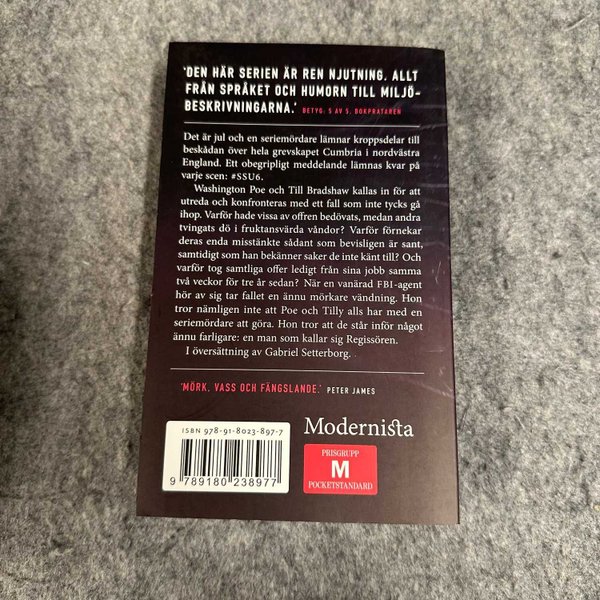 'DEN HÄR SERIEN ÄR REN NJUTNING, ALLT
FRÅN SPRÅKET OCH HUMORN TILL MILJÖ-
BESKRIVNINGARNA.' BETYG: 5 AV 5, BOKPRATAREN
Det är jul och en seriemördare lämnar kroppsdelar till
beskådan över hela grevskapet Cumbria i nordvästra
England. Ett obegripligt meddelande lämnas kvar på
varje scen: #SSU6.
Washington Poe och Till Bradshaw kallas in för att
utreda och konfronteras med ett fall som inte tycks gå
ihop. Varför hade vissa av offren bedövats, medan andra
tvingats dö i fruktansvärda våndor? Varför förnekar
deras enda misstänkte sådant som bevisligen är sant,
samtidigt som han bekänner saker de inte känt till? Och
varför tog samtliga offer ledigt från sina jobb samma
två veckor för tre år sedan? När en vanärad FBI-agent
hör av sig tar fallet en ännu mörkare vändning. Hon
tror nämligen inte att Poe och Tilly alls har med en
seriemördare att göra. Hon tror att de står inför något
ännu farligare: en man som kallar sig Regissören.
I översättning av Gabriel Setterborg.
'MÖRK, VASS OCH FÄNGSLANDE.' PETER JAMES
ISBN 978-91-8023-897-7
9 789180 238977
Modernista
PRISGRUPP
M
POCKETSTANDARD